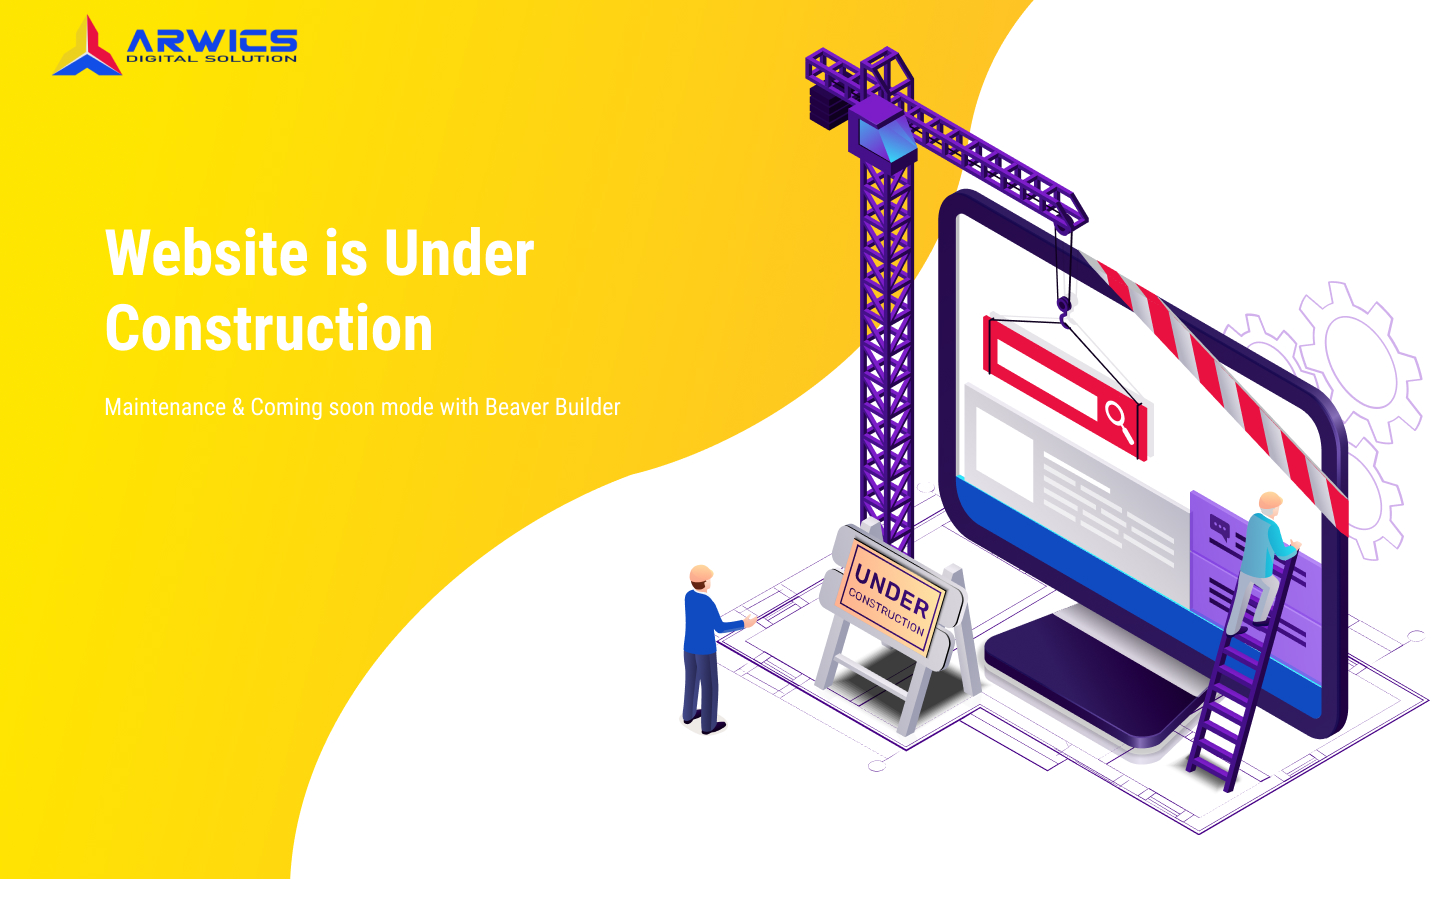 ARWICS
DIGITAL SOLUTION
Website is Under
Construction
Maintenance & Coming soon mode with Beaver Builder
UNDER
CONSTRUCTION